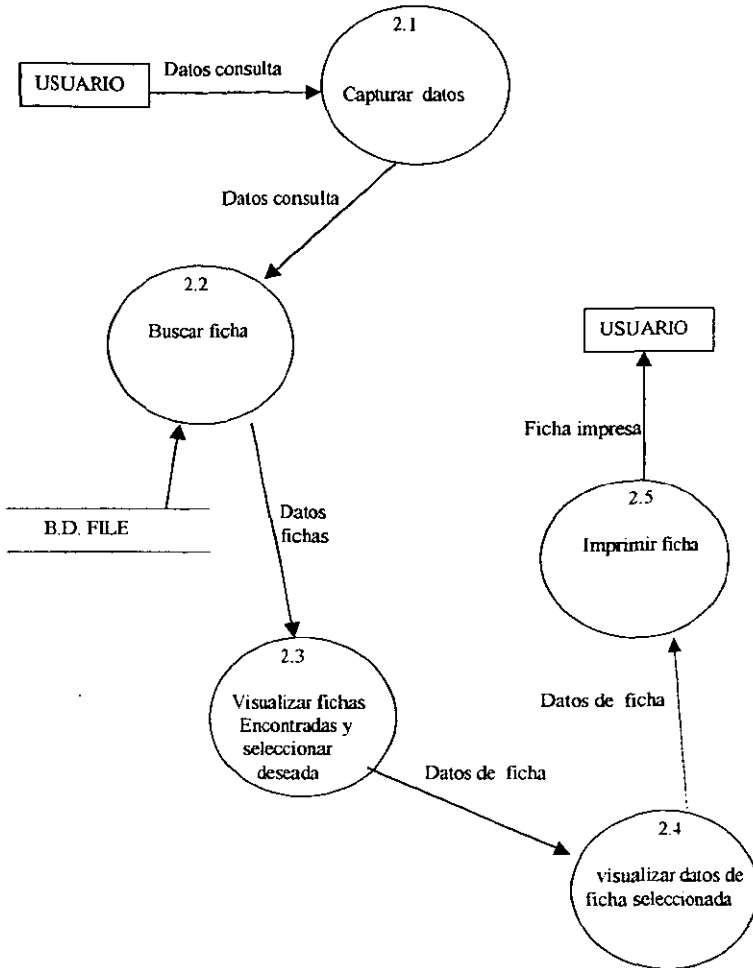 2.1
Capturar datos
USUARIO
Datos consulta
Datos consulta
2.2
Buscar ficha
B.D. FILE
Datos
fichas
2.3
Visualizar fichas
Encontradas y
seleccionar
deseada
Datos de ficha
2.4
visualizar datos de
ficha seleccionada
Datos de ficha
2.5
Imprimir ficha
Ficha impresa
USUARIO